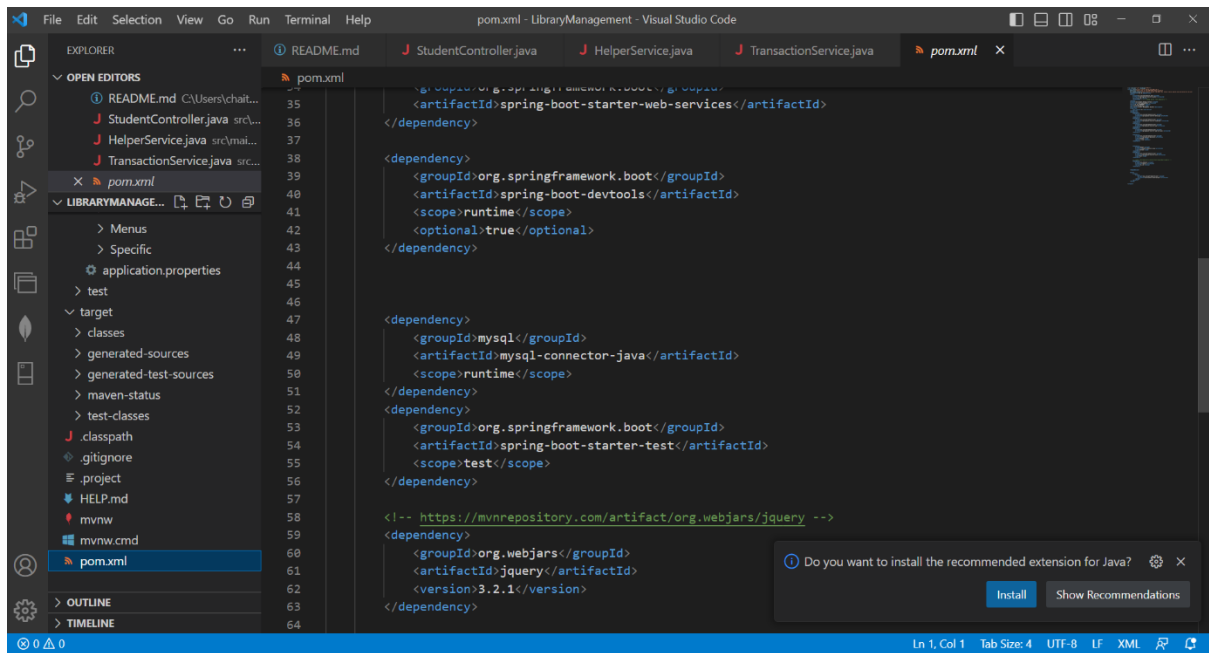 File Edit Selection View Go Run Terminal Help
pom.xml - LibraryManagement - Visual Studio Code
EXPLORER
OPEN EDITORS
README.md C:\Users\chait...
StudentController.java src\...
HelperService.java src\mai...
TransactionService.java src...
pom.xml
LIBRARYMANAGE...
Menus
Specific
application.properties
test
target
classes
generated-sources
generated-test-sources
maven-status
test-classes
.classpath
.gitignore
.project
HELP.md
mvnw
mvnw.cmd
pom.xml
OUTLINE
TIMELINE
README.md StudentController.java HelperService.java TransactionService.java pom.xml
pom.xml
34 <groupId>org.springframework.boot</groupId>
35 <artifactId>spring-boot-starter-web-services</artifactId>
36 </dependency>
37
38 <dependency>
39 <groupId>org.springframework.boot</groupId>
40 <artifactId>spring-boot-devtools</artifactId>
41 <scope>runtime</scope>
42 <optional>true</optional>
43 </dependency>
44
45
46
47 <dependency>
48 <groupId>mysql</groupId>
49 <artifactId>mysql-connector-java</artifactId>
50 <scope>runtime</scope>
51 </dependency>
52 <dependency>
53 <groupId>org.springframework.boot</groupId>
54 <artifactId>spring-boot-starter-test</artifactId>
55 <scope>test</scope>
56 </dependency>
57
58 <!-- https://mvnrepository.com/artifact/org.webjars/jquery -->
59 <dependency>
60 <groupId>org.webjars</groupId>
61 <artifactId>jquery</artifactId>
62 <version>3.2.1</version>
63 </dependency>
64
Do you want to install the recommended extension for Java?
Install Show Recommendations
0 0
Ln 1, Col 1 Tab Size: 4 UTF-8 LF XML